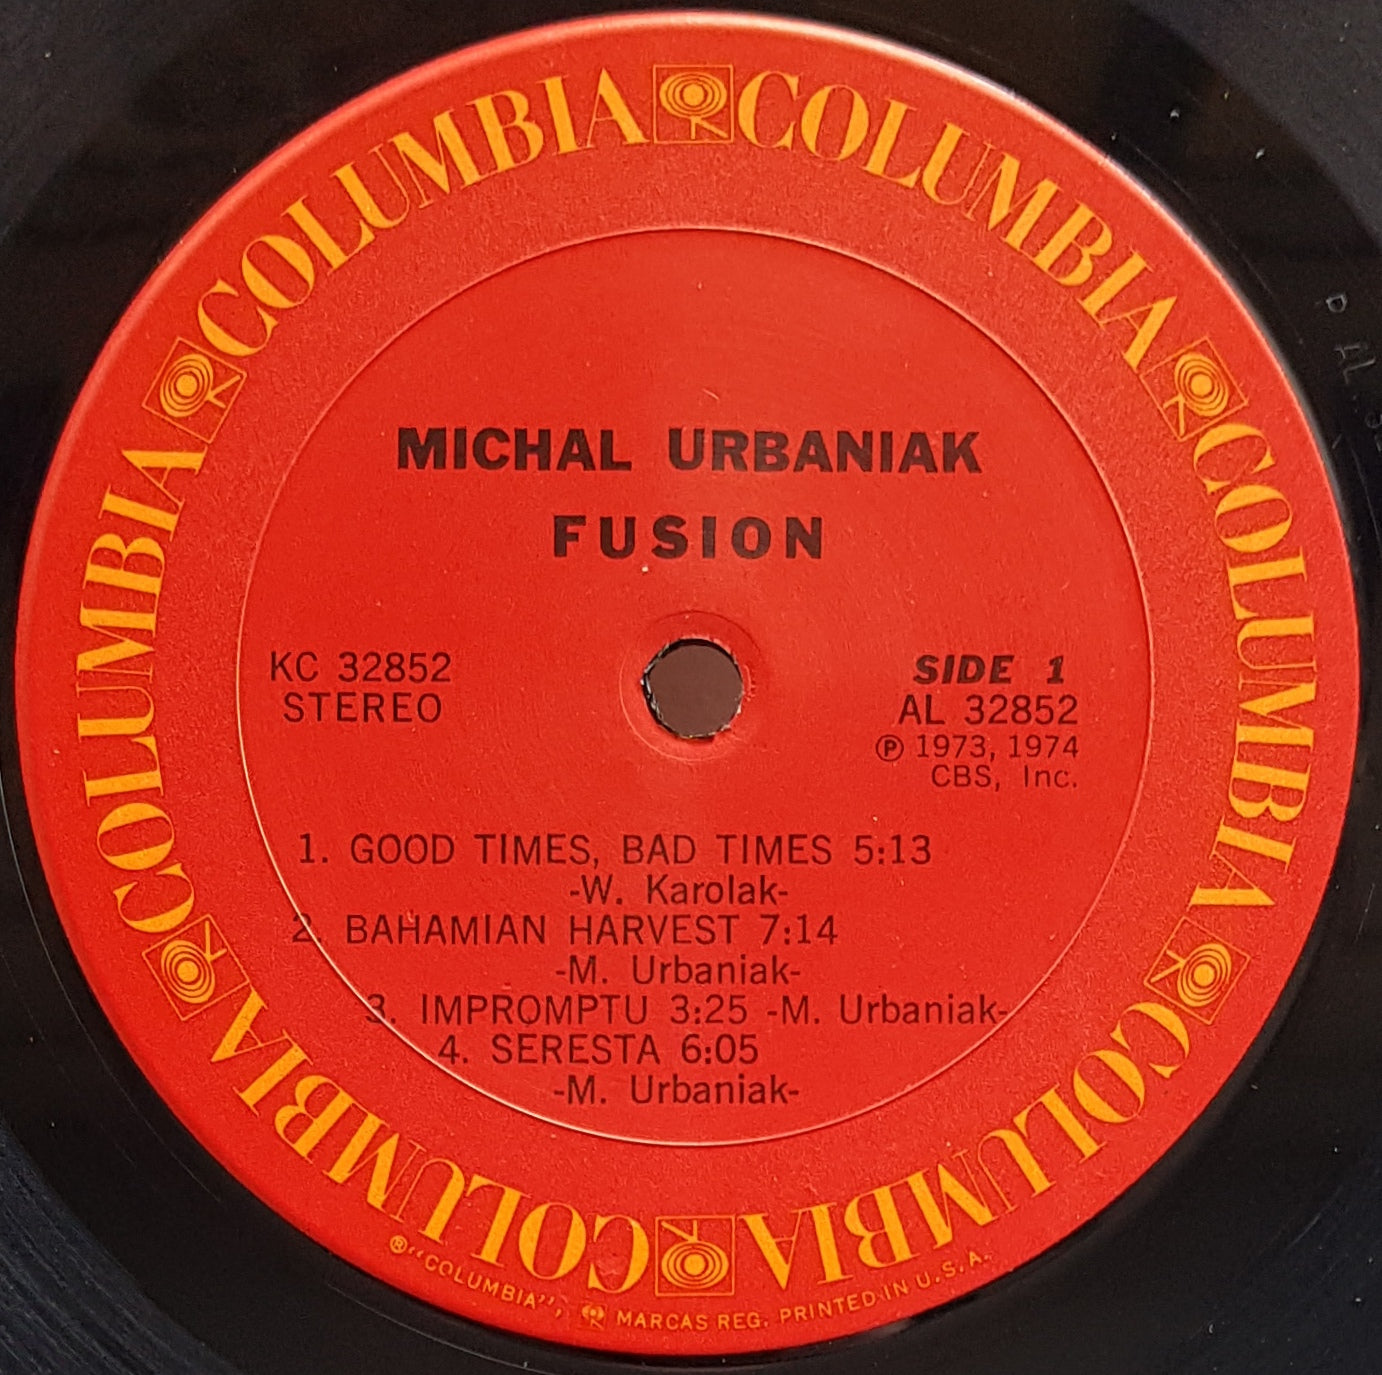 COLUMBIA COLUMBIA COLUMBIA COLUMBIA COLUMBIA COLUMBIA
MICHAL URBANIAK
FUSION
KC 32852
STEREO
SIDE 1
AL 32852
Ⓟ 1973, 1974
CBS, Inc.
1. GOOD TIMES, BAD TIMES 5:13
-W. Karolak-
2. BAHAMIAN HARVEST 7:14
-M. Urbaniak-
3. IMPROMPTU 3:25 -M. Urbaniak-
4. SERESTA 6:05
-M. Urbaniak-
®"COLUMBIA", MARCAS REG. PRINTED IN U.S.A.